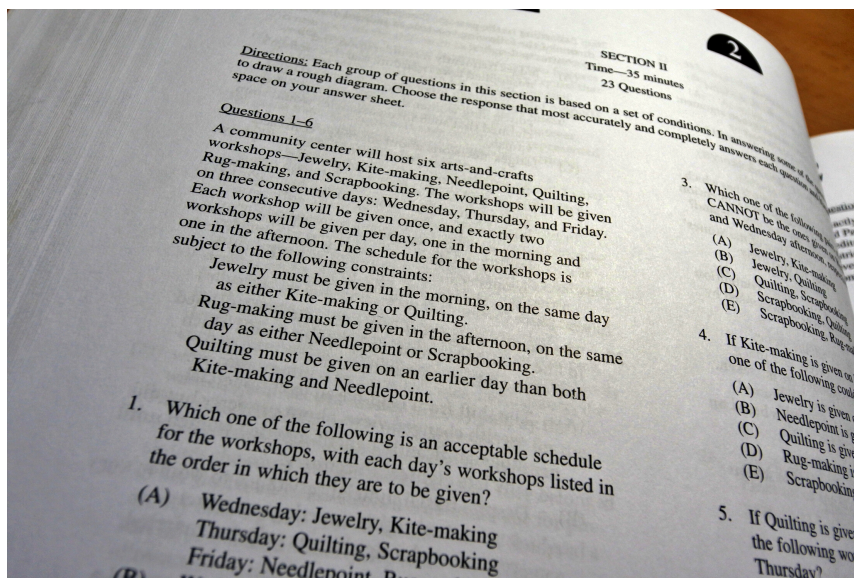 2
SECTION II
Time—35 minutes
23 Questions
Directions: Each group of questions in this section is based on a set of conditions. In answering some of the
to draw a rough diagram. Choose the response that most accurately and completely answers each question
space on your answer sheet.
Questions 1–6
A community center will host six arts-and-crafts
workshops—Jewelry, Kite-making, Needlepoint, Quilting,
Rug-making, and Scrapbooking. The workshops will be given
on three consecutive days: Wednesday, Thursday, and Friday.
Each workshop will be given once, and exactly two
workshops will be given per day, one in the morning and
one in the afternoon. The schedule for the workshops is
subject to the following constraints:
Jewelry must be given in the morning, on the same day
as either Kite-making or Quilting.
Rug-making must be given in the afternoon, on the same
day as either Needlepoint or Scrapbooking.
Quilting must be given on an earlier day than both
Kite-making and Needlepoint.
1. Which one of the following is an acceptable schedule
for the workshops, with each day's workshops listed in
the order in which they are to be given?
(A) Wednesday: Jewelry, Kite-making
Thursday: Quilting, Scrapbooking
Friday: Needlepoint,
(B)
3. Which one of the following
CANNOT be the ones
and Wednesday afternoon,
(A) Jewelry, Kite-making
(B) Jewelry, Quilting
(C) Quilting, Scrapbooking
(D) Scrapbooking, Quilting
(E) Scrapbooking,
4. If Kite-making is given on
one of the following
(A) Jewelry is given
(B) Needlepoint is
(C) Quilting is
(D) Rug-making
(E) Scrapbooking
5. If Quilting is
the following
Thursday?